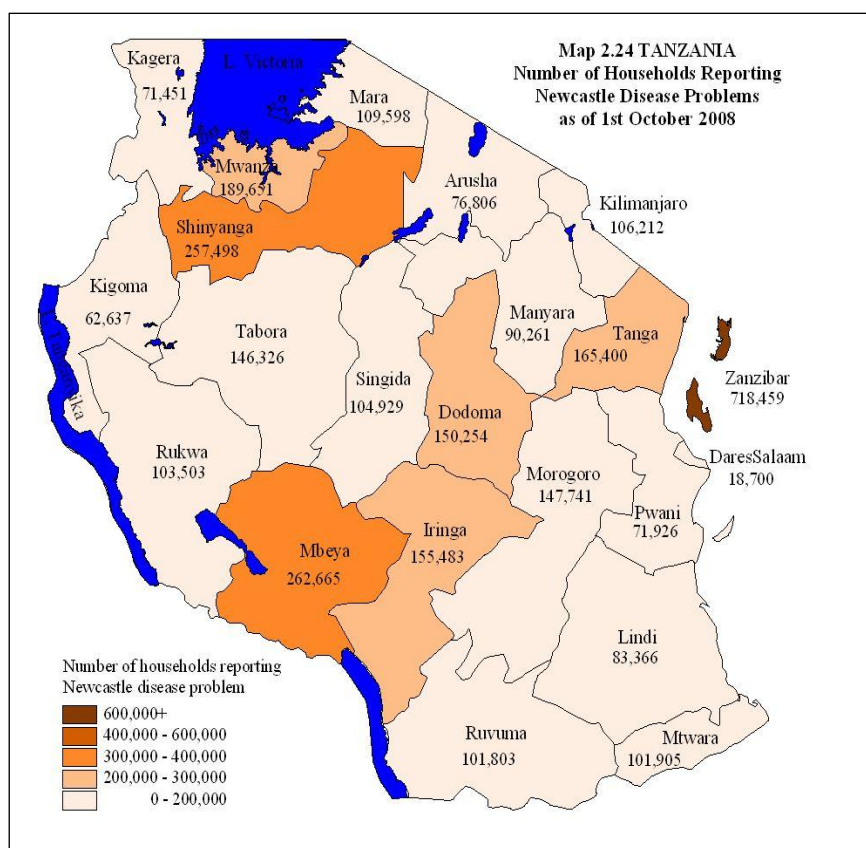 Map 2.24 TANZANIA
Number of Households Reporting
Newcastle Disease Problems
as of 1st October 2008
Kagera
71,451
L. Victoria
Mara
109,598
Mwanza
189,651
Arusha
76,806
Kilimanjaro
106,212
Shinyanga
257,498
Kigoma
62,637
Tabora
146,326
Singida
104,929
Manyara
90,261
Tanga
165,400
Zanzibar
718,459
Dodoma
150,254
DaresSalaam
18,700
Rukwa
103,503
Morogoro
147,741
Pwani
71,926
Mbeya
262,665
Iringa
155,483
Lindi
83,366
Ruvuma
101,803
Mtwara
101,905
Number of households reporting
Newcastle disease problem
600,000+
400,000 - 600,000
300,000 - 400,000
200,000 - 300,000
0 - 200,000